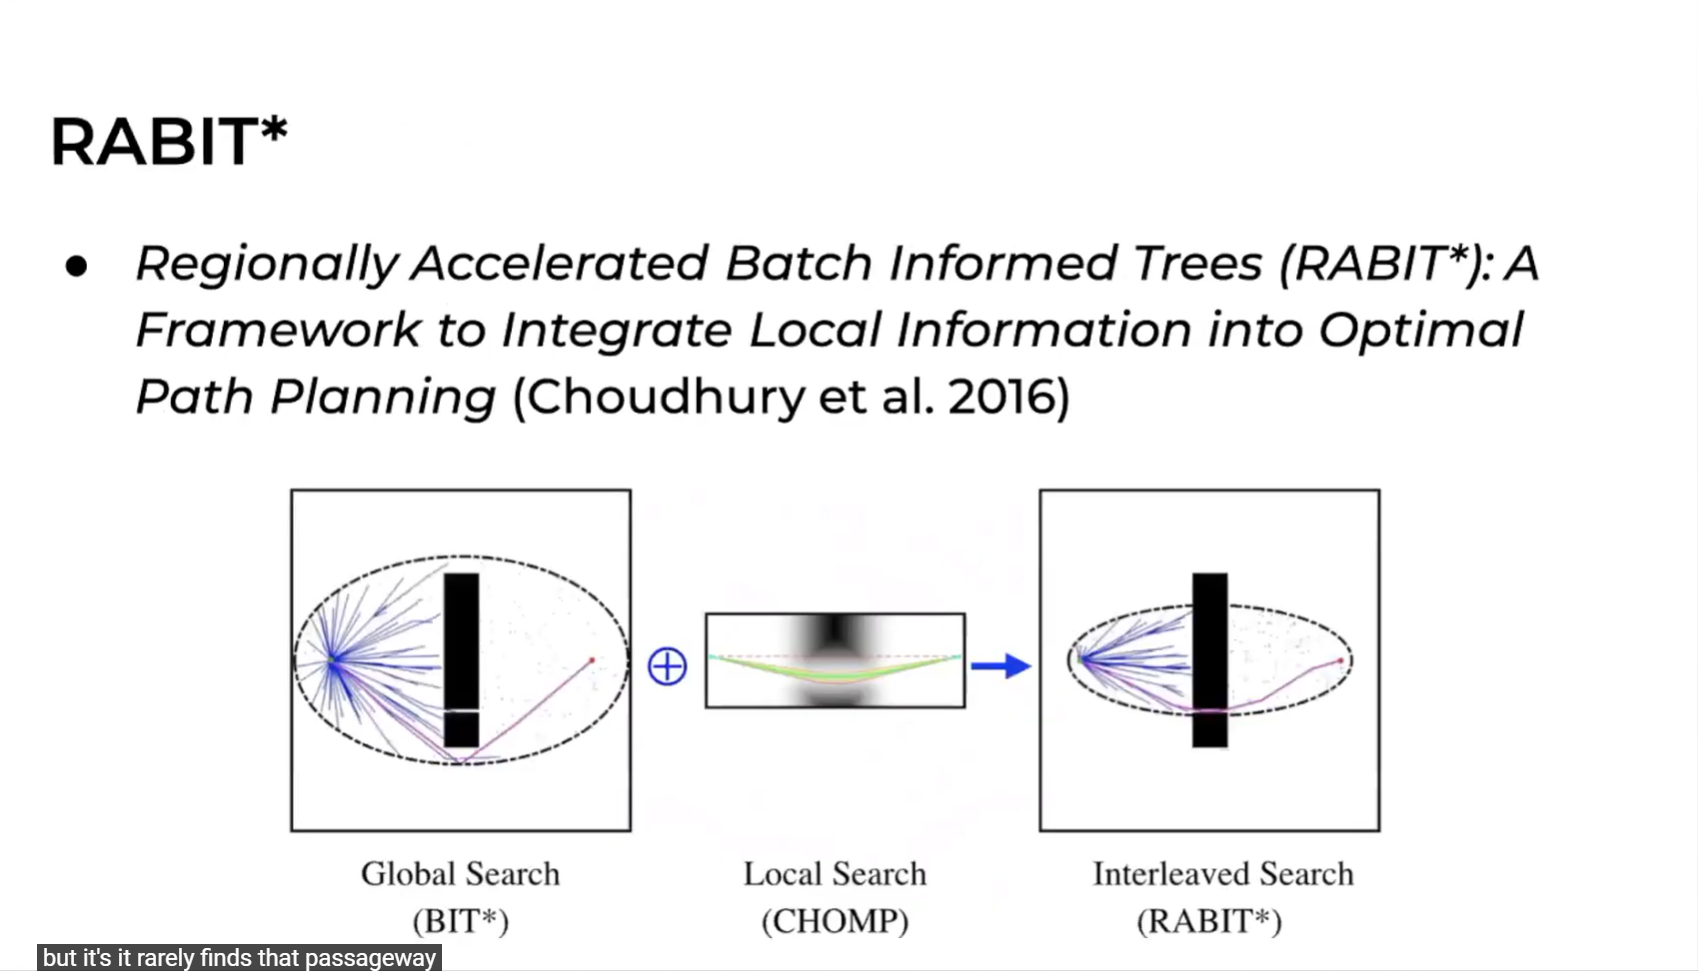 RABIT*
● Regionally Accelerated Batch Informed Trees (RABIT*): A
Framework to Integrate Local Information into Optimal
Path Planning (Choudhury et al. 2016)
Global Search
(BIT*)
Local Search
(CHOMP)
Interleaved Search
(RABIT*)
but it's it rarely finds that passageway